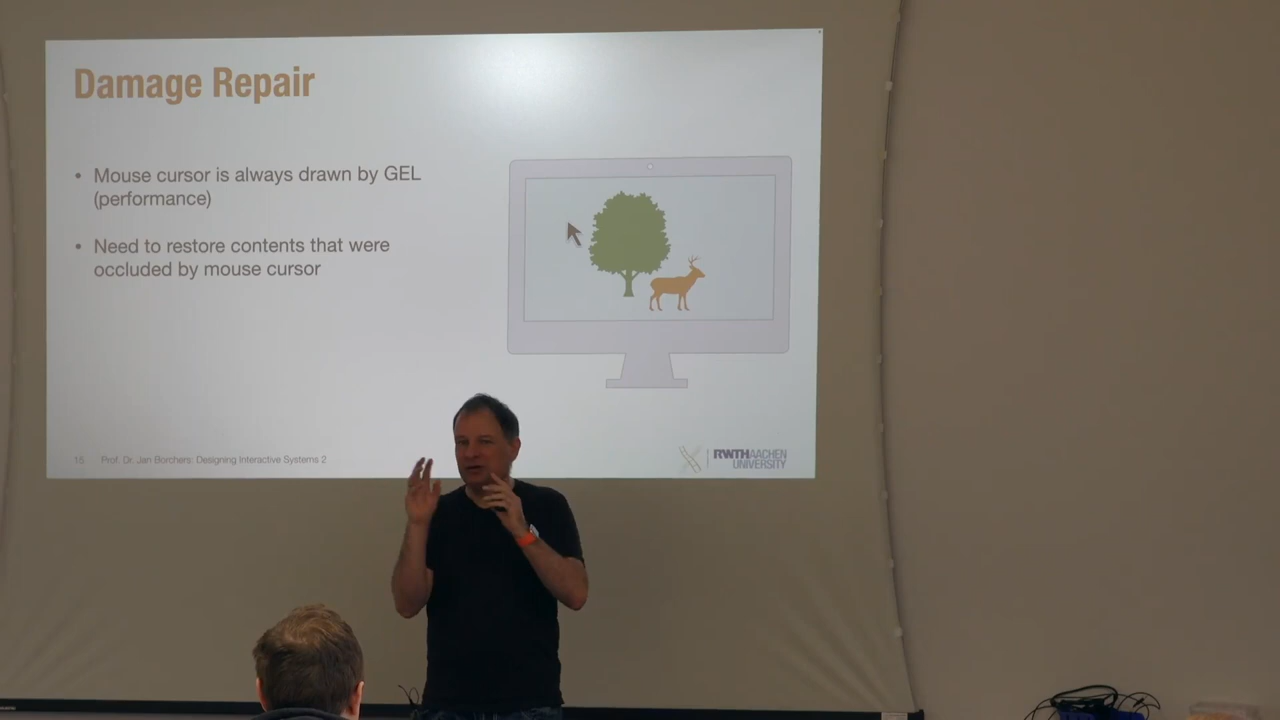 Damage Repair
• Mouse cursor is always drawn by GEL
(performance)
• Need to restore contents that were
occluded by mouse cursor
Prof. Dr. Jan Borchers: Designing Interactive Systems 2
RWTHAACHEN
UNIVERSITY